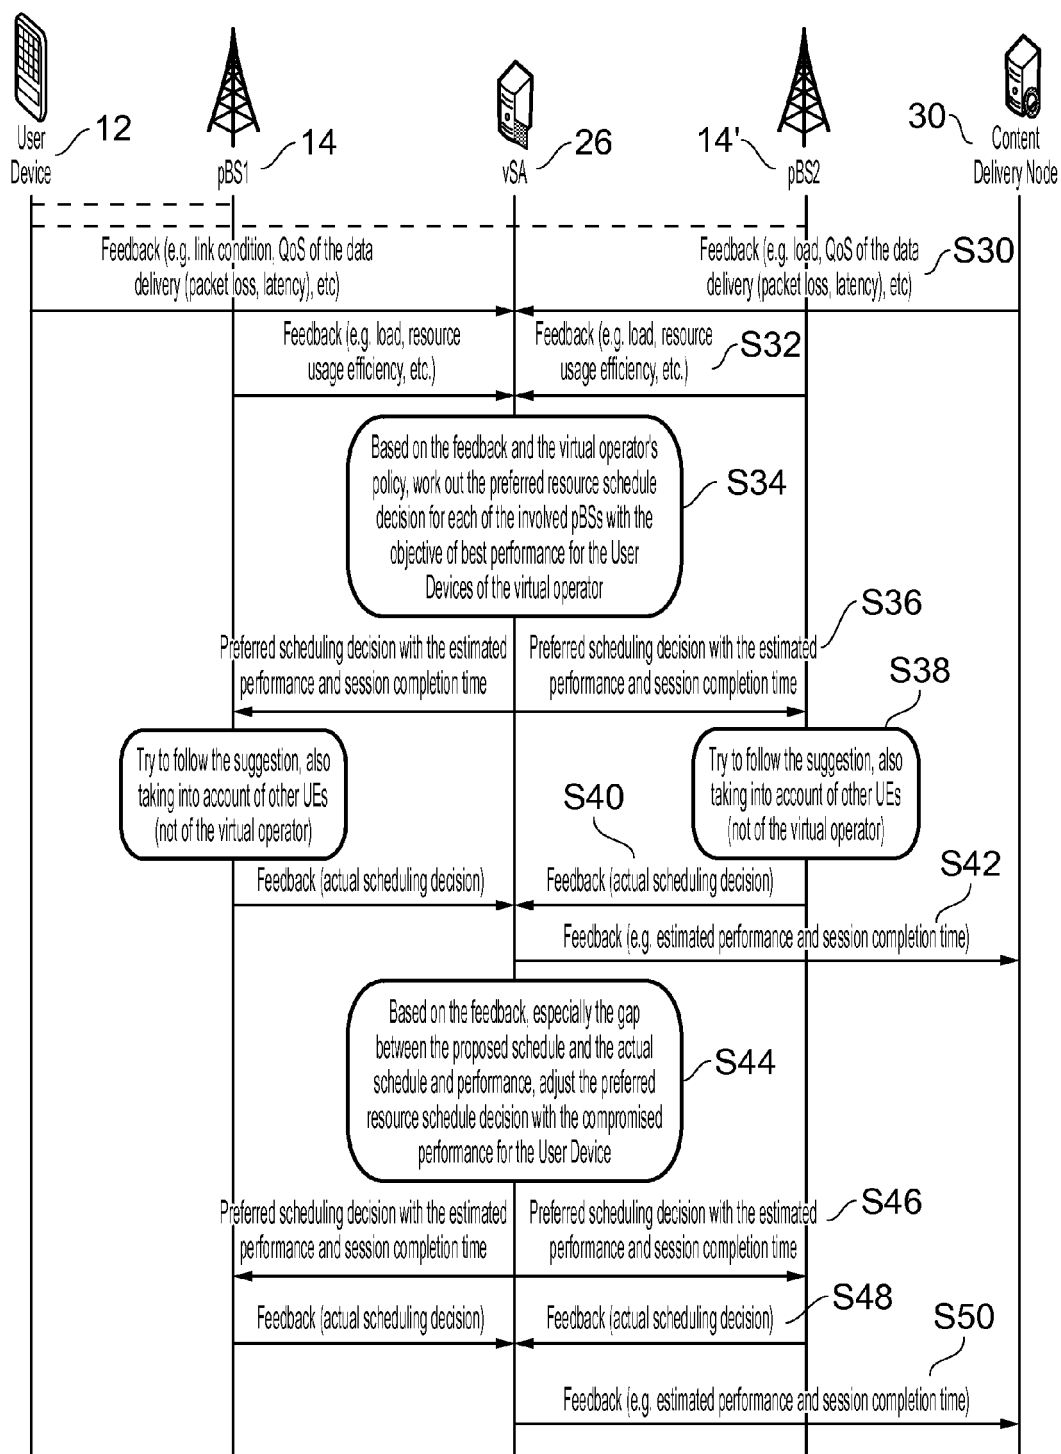 User
Device
12
pBS1
14
vSA
26
14'
pBS2
30
Content
Delivery Node
Feedback (e.g. link condition, QoS of the data
delivery (packet loss, latency), etc)
Feedback (e.g. load, QoS of the data
delivery (packet loss, latency), etc)
S30
Feedback (e.g. load, resource
usage efficiency, etc.)
Feedback (e.g. load, resource
usage efficiency, etc.)
S32
Based on the feedback and the virtual operator's
policy, work out the preferred resource schedule
decision for each of the involved pBSs with the
objective of best performance for the User
Devices of the virtual operator
S34
Preferred scheduling decision with the estimated
performance and session completion time
Preferred scheduling decision with the estimated
performance and session completion time
S36
S38
Try to follow the suggestion, also
taking into account of other UEs
(not of the virtual operator)
Try to follow the suggestion, also
taking into account of other UEs
(not of the virtual operator)
S40
Feedback (actual scheduling decision)
Feedback (actual scheduling decision)
S42
Feedback (e.g. estimated performance and session completion time)
Based on the feedback, especially the gap
between the proposed schedule and the actual
schedule and performance, adjust the preferred
resource schedule decision with the compromised
performance for the User Device
S44
Preferred scheduling decision with the estimated
performance and session completion time
Preferred scheduling decision with the estimated
performance and session completion time
S46
Feedback (actual scheduling decision)
Feedback (actual scheduling decision)
S48
S50
Feedback (e.g. estimated performance and session completion time)